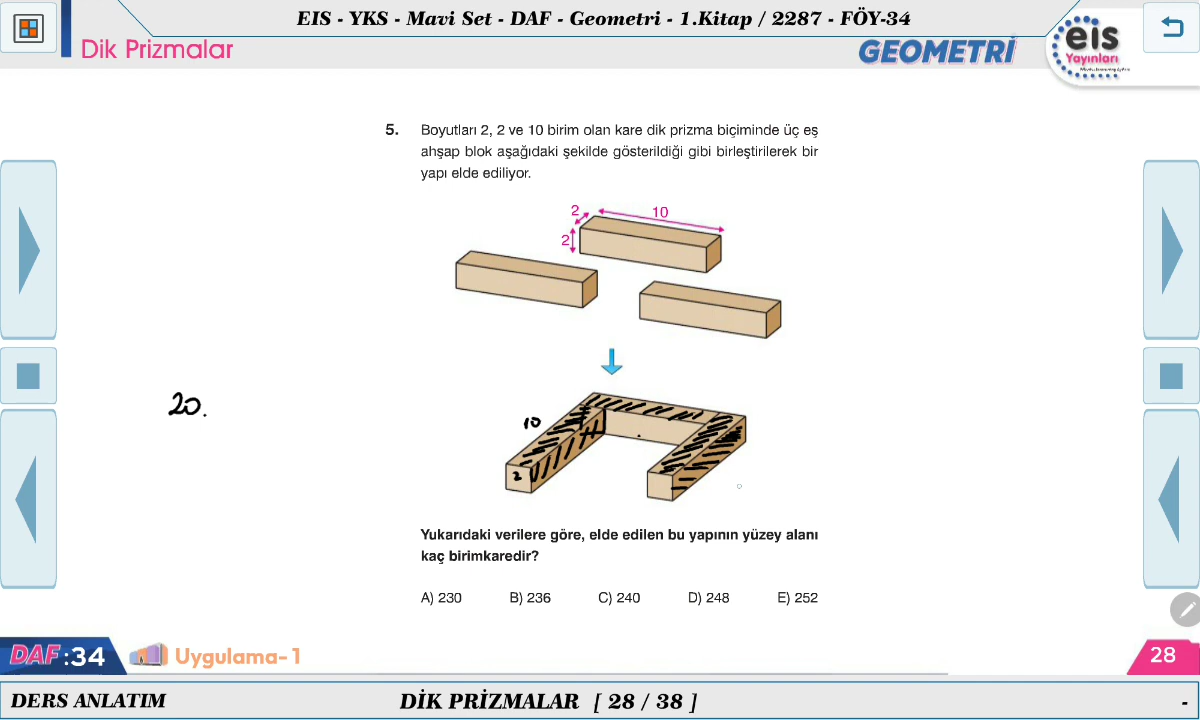 EIS - YKS - Mavi Set - DAF - Geometri - 1.Kitap / 2287 - FÖY-34
Dik Prizmalar
GEOMETRİ
eis
Yayınları
5. Boyutları 2, 2 ve 10 birim olan kare dik prizma biçiminde üç eş
ahşap blok aşağıdaki şekilde gösterildiği gibi birleştirilerek bir
yapı elde ediliyor.
2
10
2
20.
10
2
Yukarıdaki verilere göre, elde edilen bu yapının yüzey alanı
kaç birimkaredir?
A) 230 B) 236 C) 240 D) 248 E) 252
DAF:34
Uygulama-1
28
DERS ANLATIM
DİK PRİZMALAR [ 28 / 38 ]
-